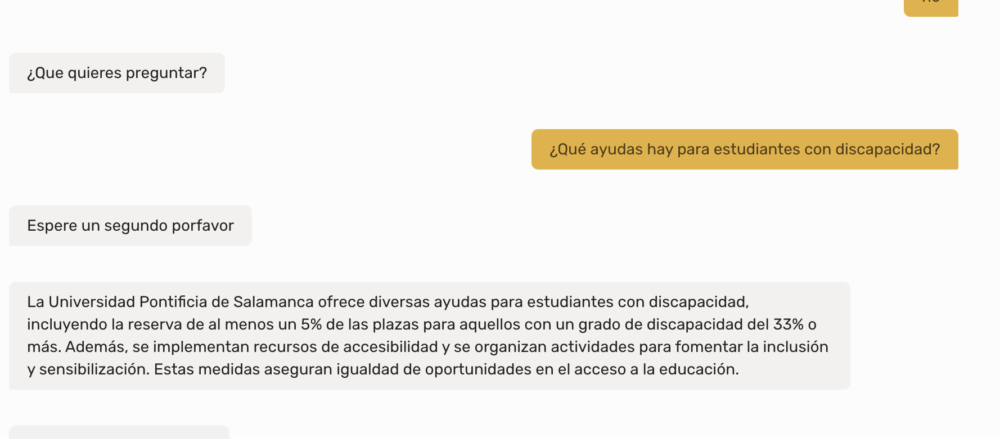 ¿Que quieres preguntar?
¿Qué ayudas hay para estudiantes con discapacidad?
Espere un segundo porfavor
La Universidad Pontificia de Salamanca ofrece diversas ayudas para estudiantes con discapacidad,
incluyendo la reserva de al menos un 5% de las plazas para aquellos con un grado de discapacidad del 33% o
más. Además, se implementan recursos de accesibilidad y se organizan actividades para fomentar la inclusión
y sensibilización. Estas medidas aseguran igualdad de oportunidades en el acceso a la educación.